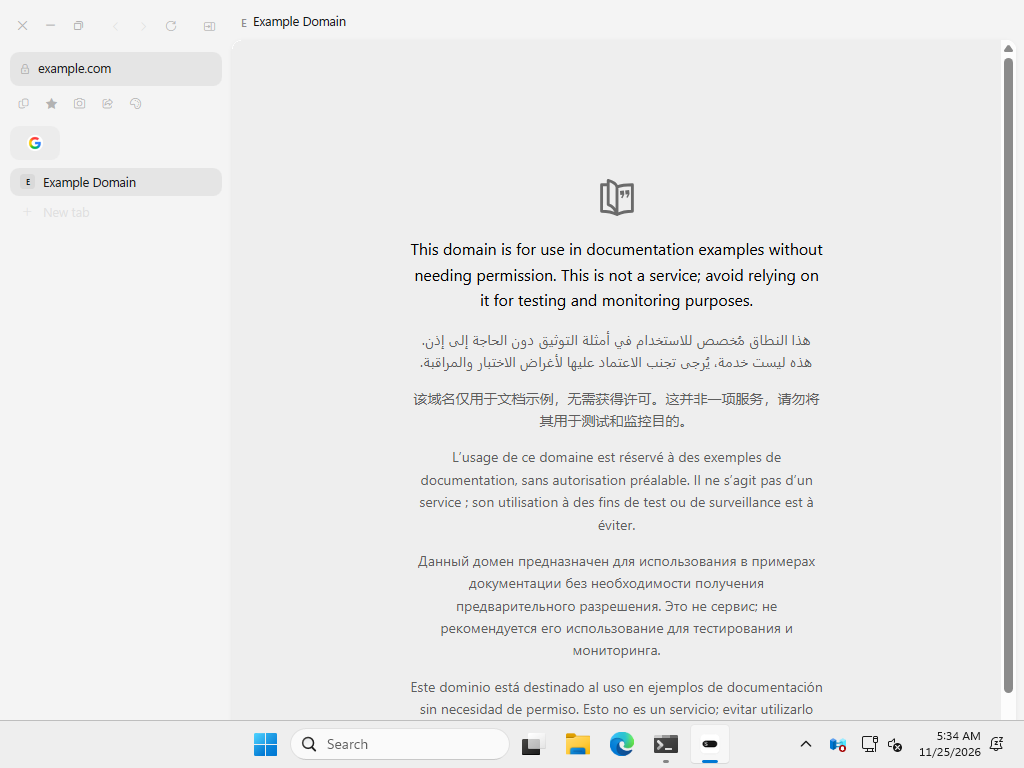 E Example Domain
example.com
E Example Domain
+ New tab
This domain is for use in documentation examples without
needing permission. This is not a service; avoid relying on
it for testing and monitoring purposes.
هذا النطاق مُخصص للاستخدام في أمثلة التوثيق دون الحاجة إلى إذن.
هذه ليست خدمة، يُرجى تجنب الاعتماد عليها لأغراض الاختبار والمراقبة.
该域名仅用于文档示例，无需获得许可。这并非一项服务，请勿将
其用于测试和监控目的。
L’usage de ce domaine est réservé à des exemples de
documentation, sans autorisation préalable. Il ne s’agit pas d’un
service ; son utilisation à des fins de test ou de surveillance est à
éviter.
Данный домен предназначен для использования в примерах
документации без необходимости получения
предварительного разрешения. Это не сервис; не
рекомендуется его использование для тестирования и
мониторинга.
Este dominio está destinado al uso en ejemplos de documentación
sin necesidad de permiso. Esto no es un servicio; evitar utilizarlo
Search
5:34 AM
11/25/2026